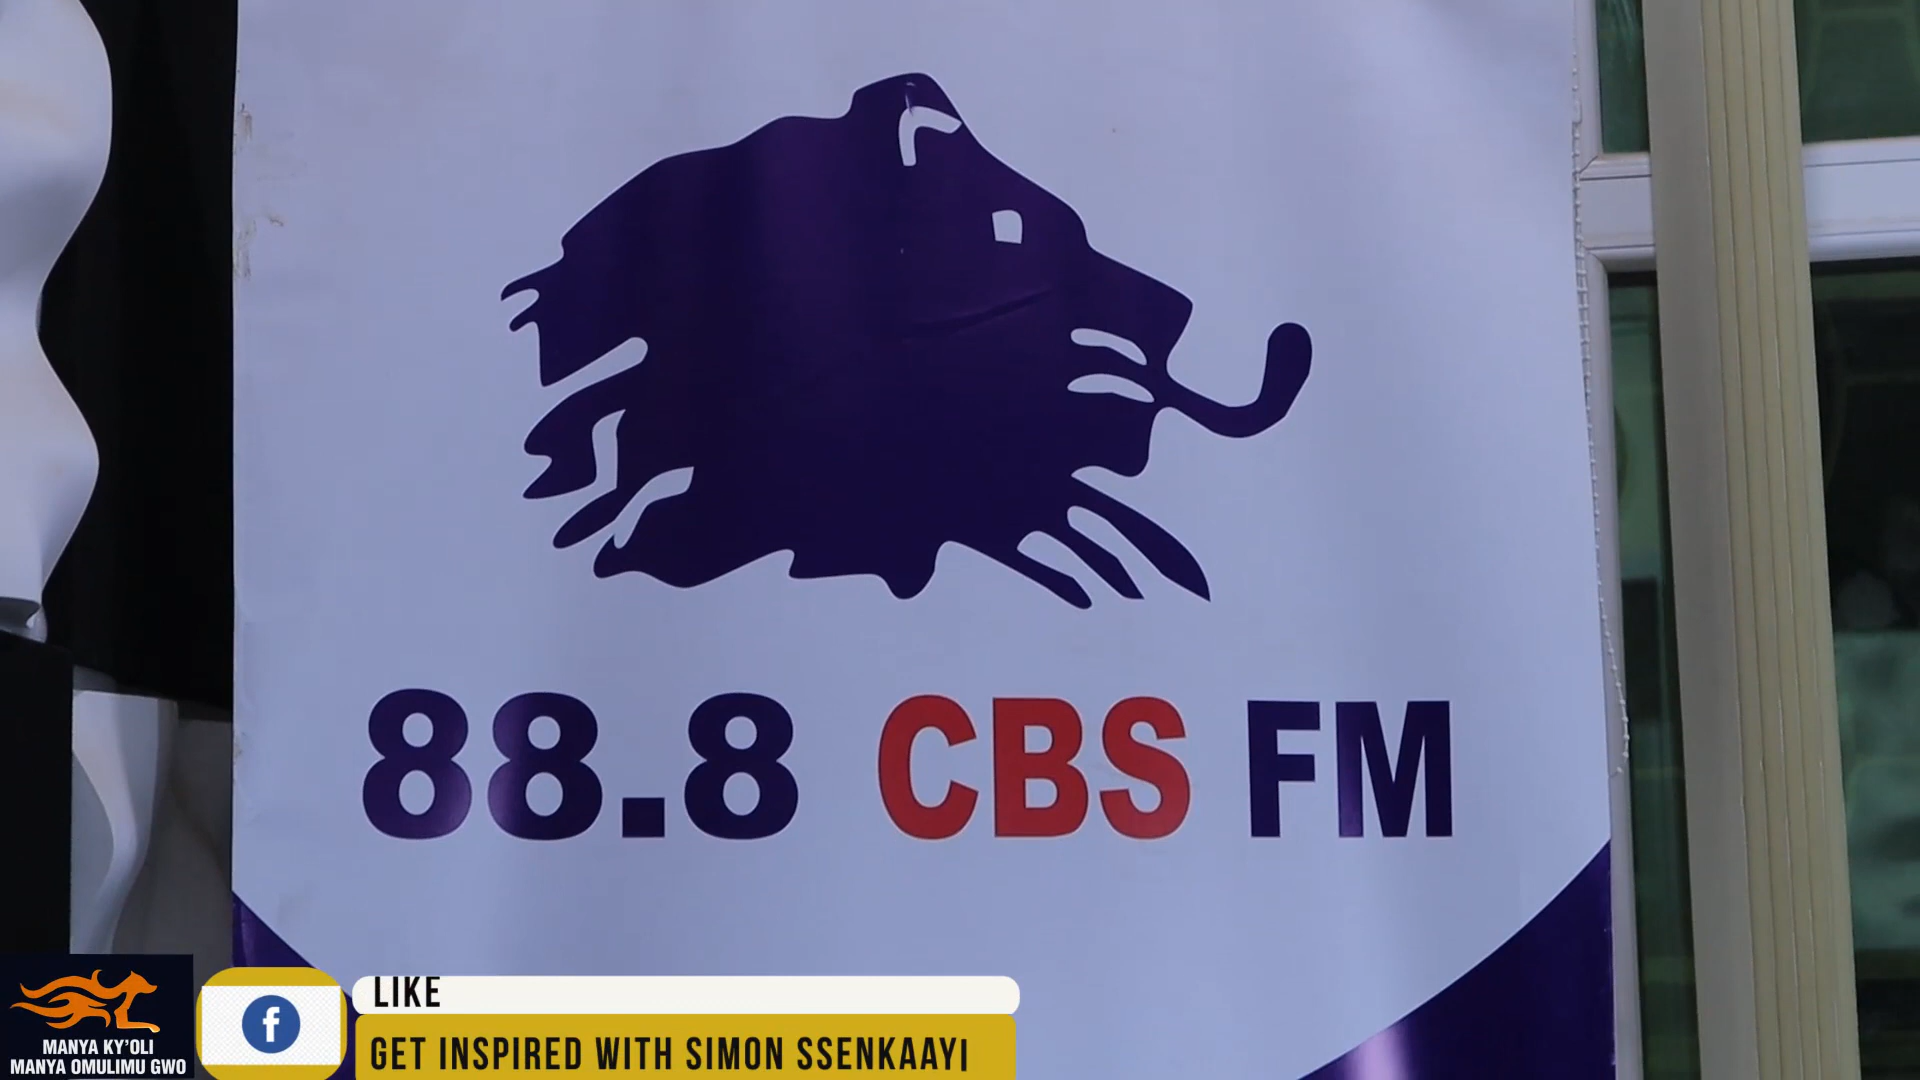 88.8 CBS FM
LIKE
GET INSPIRED WITH SIMON SSENKAAYI
MANYA KY'OLI
MANYA OMULIMU GWO